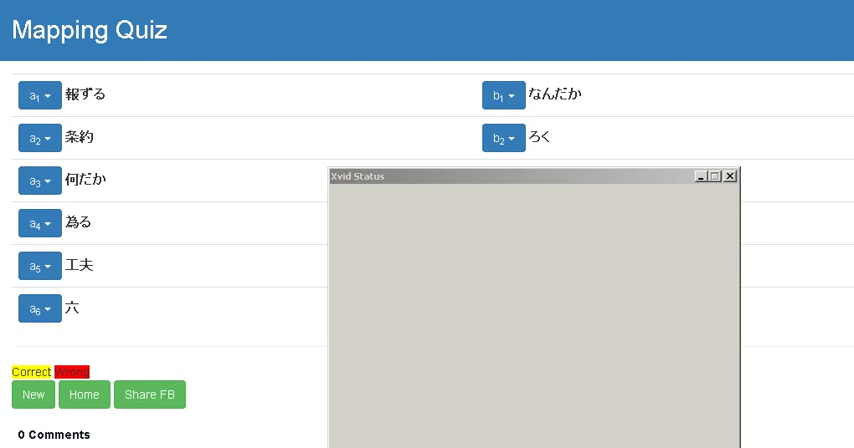 Mapping Quiz
a1 報ずる b1 なんだか
a2 条約 b2 ろく
a3 何だか
Xvid Status
a4 為る
a5 工夫
a6 六
Correct Wrong
New Home Share FB
0 Comments